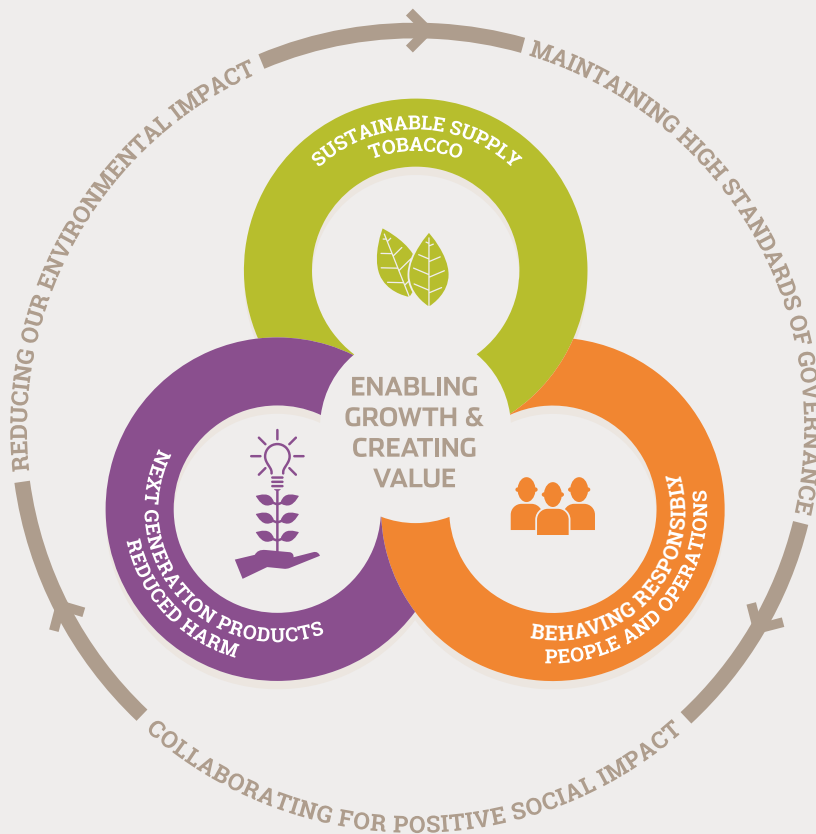 REDUCING OUR ENVIRONMENTAL IMPACT
MAINTAINING HIGH STANDARDS OF GOVERNANCE
SUSTAINABLE SUPPLY
TOBACCO
ENABLING
GROWTH &
CREATING
VALUE
NEXT GENERATION PRODUCTS
REDUCED HARM
BEHAVING RESPONSIBLY
PEOPLE AND OPERATIONS
COLLABORATING FOR POSITIVE SOCIAL IMPACT